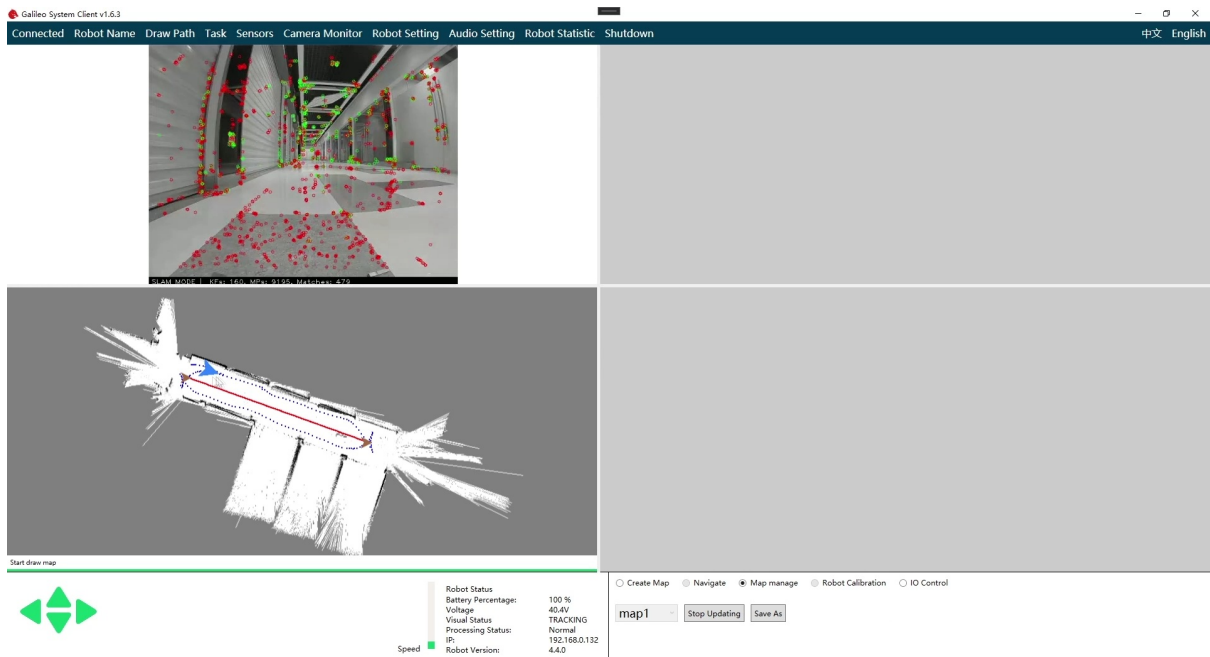 Galileo System Client v1.6.3
Connected Robot Name Draw Path Task Sensors Camera Monitor Robot Setting Audio Setting Robot Statistic Shutdown 中文 English
SLAM MODE | KFs: 160, MPs: 9195, Matches: 479
Start draw map
Create Map Navigate Map manage Robot Calibration IO Control
map1 Stop Updating Save As
Robot Status
Battery Percentage: 100 %
Voltage 40.4V
Visual Status TRACKING
Processing Status: Normal
IP: 192.168.0.132
Robot Version: 4.4.0
Speed